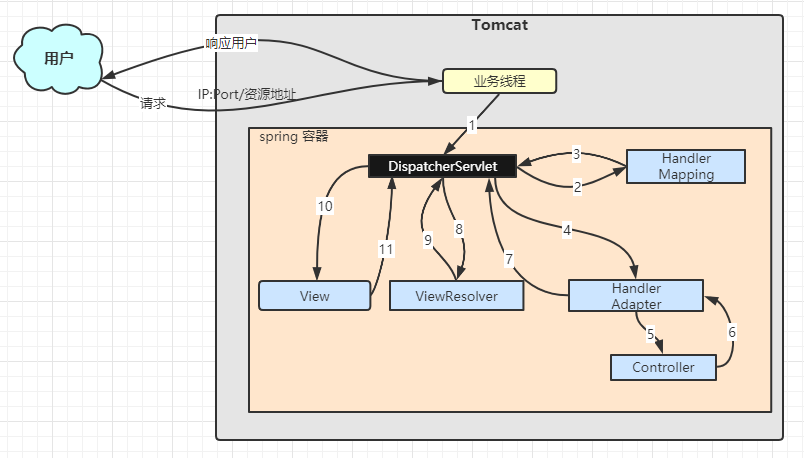 Tomcat
用户
响应用户
业务线程
IP:Port/资源地址
请求
1
spring 容器
DispatcherServlet
3
2
Handler
Mapping
10
11
9
8
7
4
View
ViewResolver
Handler
Adapter
5
6
Controller